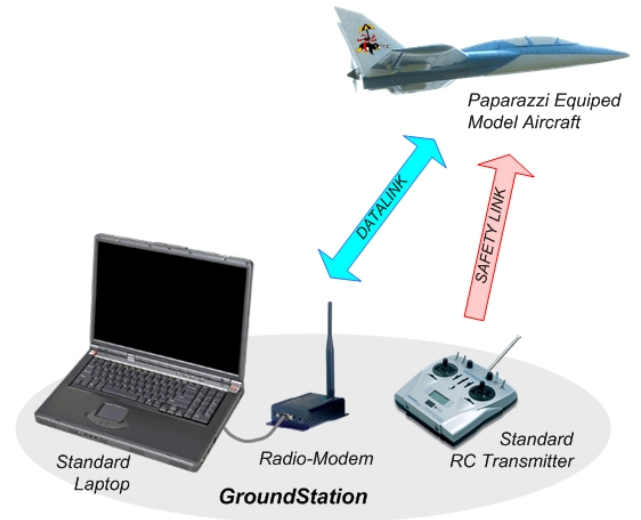 Paparazzi Equiped
Model Aircraft
DATALINK
SAFETY LINK
Standard
Laptop
Radio-Modem
Standard
RC Transmitter
GroundStation